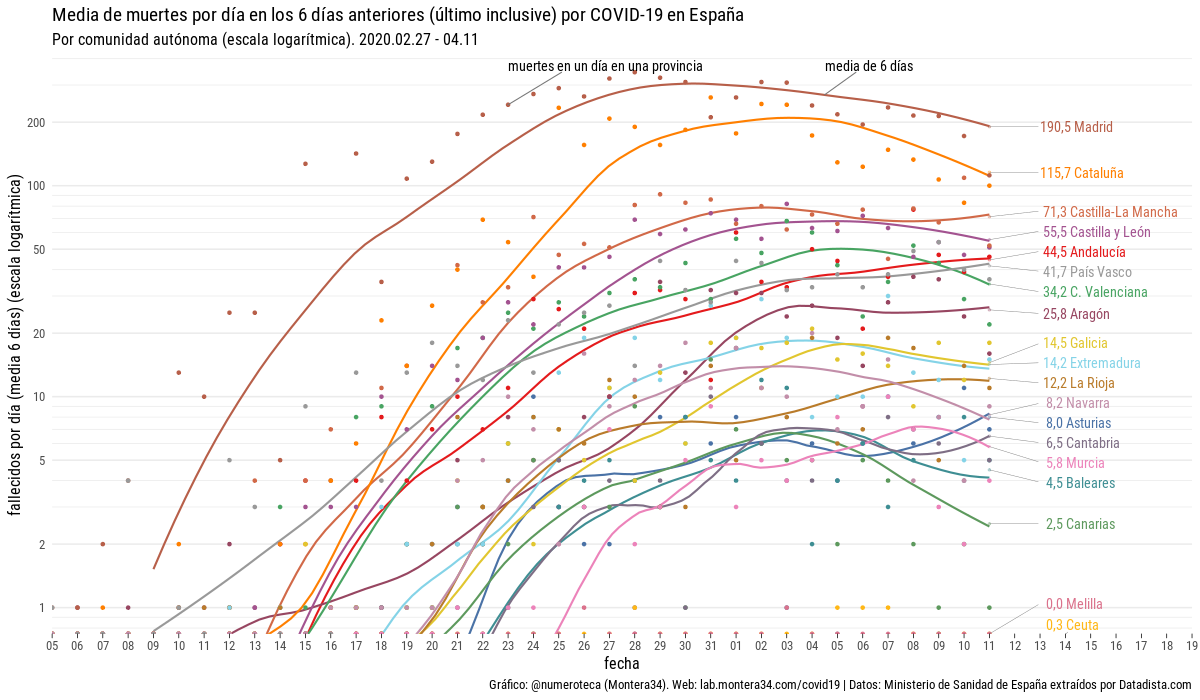 Media de muertes por día en los 6 días anteriores (último inclusive) por COVID-19 en España
Por comunidad autónoma (escala logarítmica). 2020.02.27 - 04.11
muertes en un día en una provincia
media de 6 días
fallecidos por día (media 6 días) (escala logarítmica)
200
100
50
20
10
5
2
1
190,5 Madrid
115,7 Cataluña
71,3 Castilla-La Mancha
55,5 Castilla y León
44,5 Andalucía
41,7 País Vasco
34,2 C. Valenciana
25,8 Aragón
14,5 Galicia
14,2 Extremadura
12,2 La Rioja
8,2 Navarra
8,0 Asturias
6,5 Cantabria
5,8 Murcia
4,5 Baleares
2,5 Canarias
0,0 Melilla
0,3 Ceuta
05 06 07 08 09 10 11 12 13 14 15 16 17 18 19 20 21 22 23 24 25 26 27 28 29 30 31 01 02 03 04 05 06 07 08 09 10 11 12 13 14 15 16 17 18 19
fecha
Gráfico: @numeroteca (Montera34). Web: lab.montera34.com/covid19 | Datos: Ministerio de Sanidad de España extraídos por Datadista.com